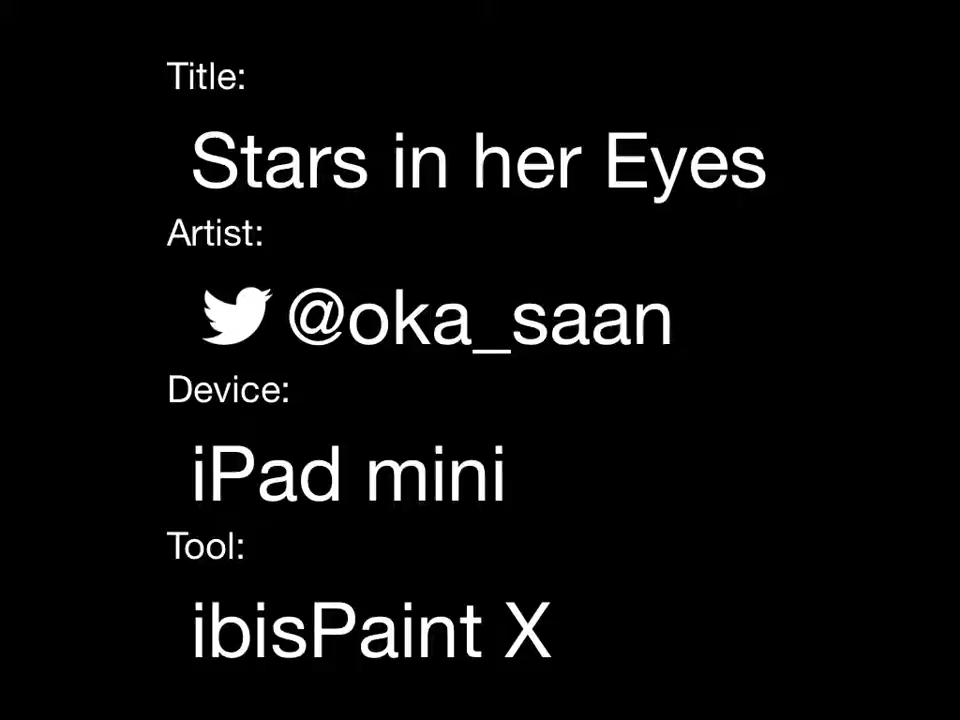 Title:
Stars in her Eyes
Artist:
@oka_saan
Device:
iPad mini
Tool:
ibisPaint X